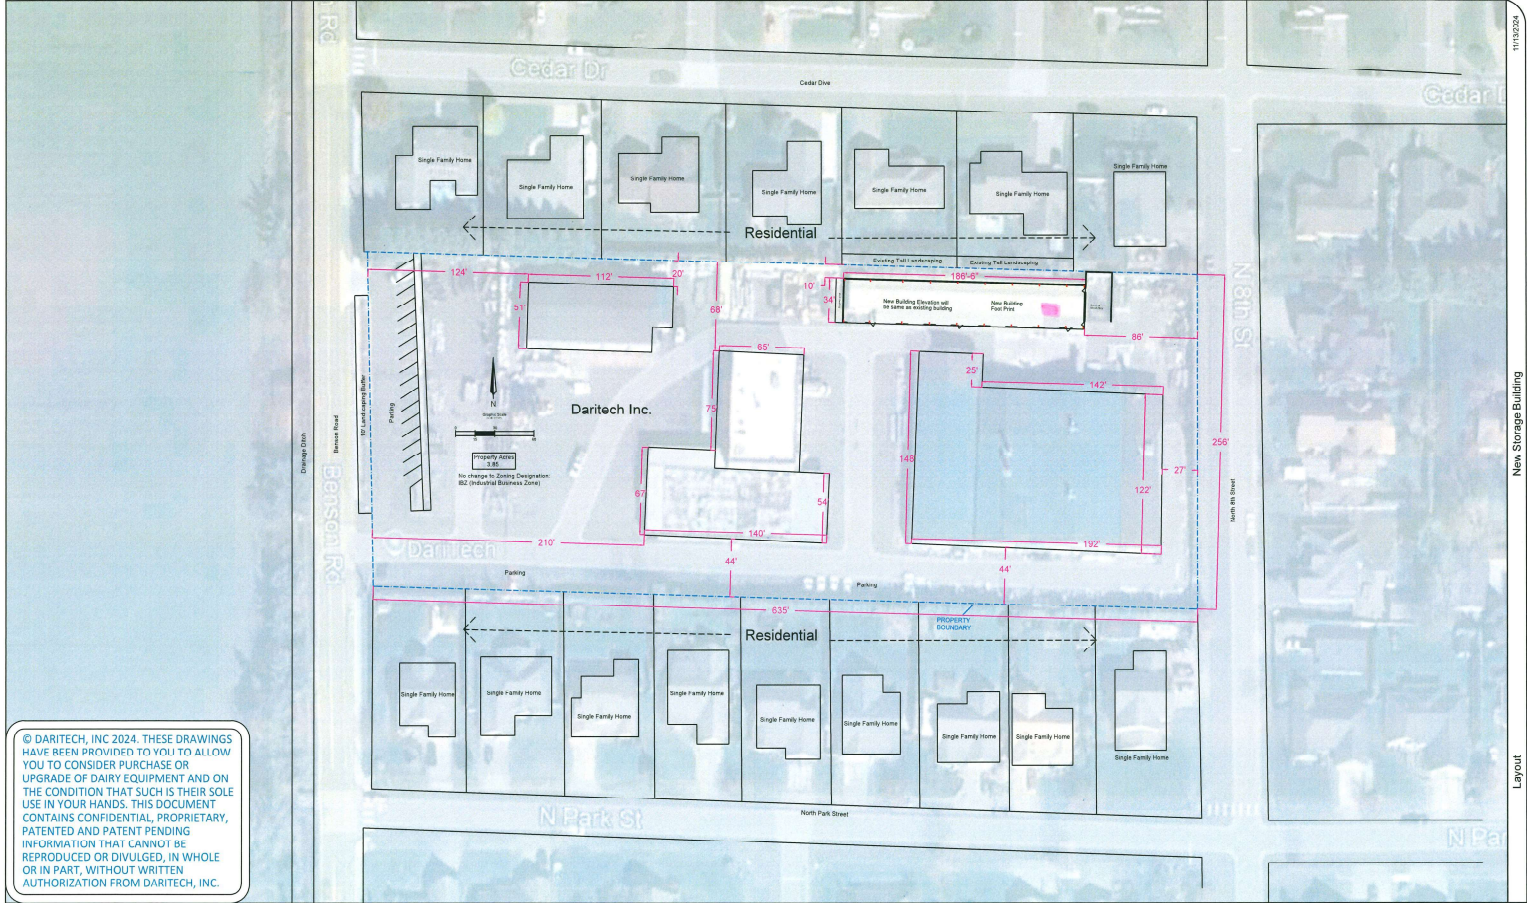 11/13/2024
New Storage Building
Layout
n Rd
Cedar Dr
Cedar Dive
Cedar D
Single Family Home
Single Family Home
Single Family Home
Single Family Home
Single Family Home
Single Family Home
Single Family Home
Residential
Existing Tall Landscaping
Existing Tall Landscaping
124'
112'
20'
186'-6"
10'
34'
51'
68'
New Building Elevation will
be same as existing building
New Building
Foot Print
86'
N 8th St
65'
25'
142'
75'
Daritech Inc.
N
Graphic Scale
Property Acres
3.85
No change to Zoning Designation:
IBZ (Industrial Business Zone)
10' Landscaping Buffer
Parking
Benson Road
Drainage Ditch
Benson Rd
148'
256'
27'
122'
67'
54'
140'
192'
210'
44'
44'
North 8th Street
DariTech
Parking
Parking
635'
PROPERTY
BOUNDARY
Residential
Single Family Home
Single Family Home
Single Family Home
Single Family Home
Single Family Home
Single Family Home
Single Family Home
Single Family Home
Single Family Home
N Park St
North Park Street
N Par
© DARITECH, INC 2024. THESE DRAWINGS
HAVE BEEN PROVIDED TO YOU TO ALLOW
YOU TO CONSIDER PURCHASE OR
UPGRADE OF DAIRY EQUIPMENT AND ON
THE CONDITION THAT SUCH IS THEIR SOLE
USE IN YOUR HANDS. THIS DOCUMENT
CONTAINS CONFIDENTIAL, PROPRIETARY,
PATENTED AND PATENT PENDING
INFORMATION THAT CANNOT BE
REPRODUCED OR DIVULGED, IN WHOLE
OR IN PART, WITHOUT WRITTEN
AUTHORIZATION FROM DARITECH, INC.